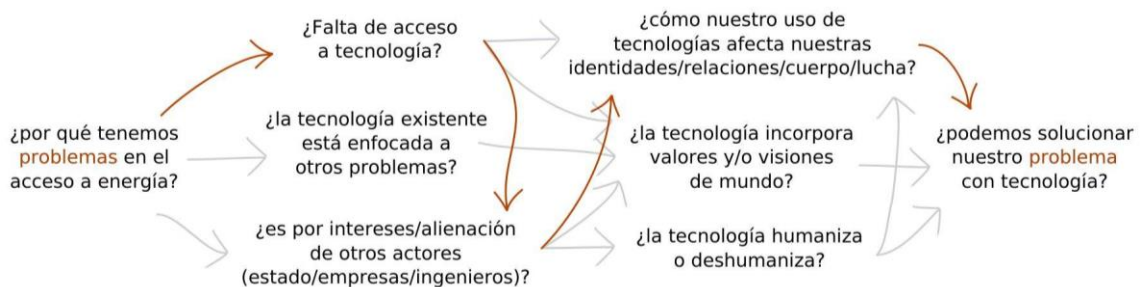 ¿por qué tenemos
problemas en el
acceso a energía?
¿Falta de acceso
a tecnología?
¿la tecnología existente
está enfocada a
otros problemas?
¿es por intereses/alienación
de otros actores
(estado/empresas/ingenieros)?
¿cómo nuestro uso de
tecnologías afecta nuestras
identidades/relaciones/cuerpo/lucha?
¿la tecnología incorpora
valores y/o visiones
de mundo?
¿la tecnología humaniza
o deshumaniza?
¿podemos solucionar
nuestro problema
con tecnología?